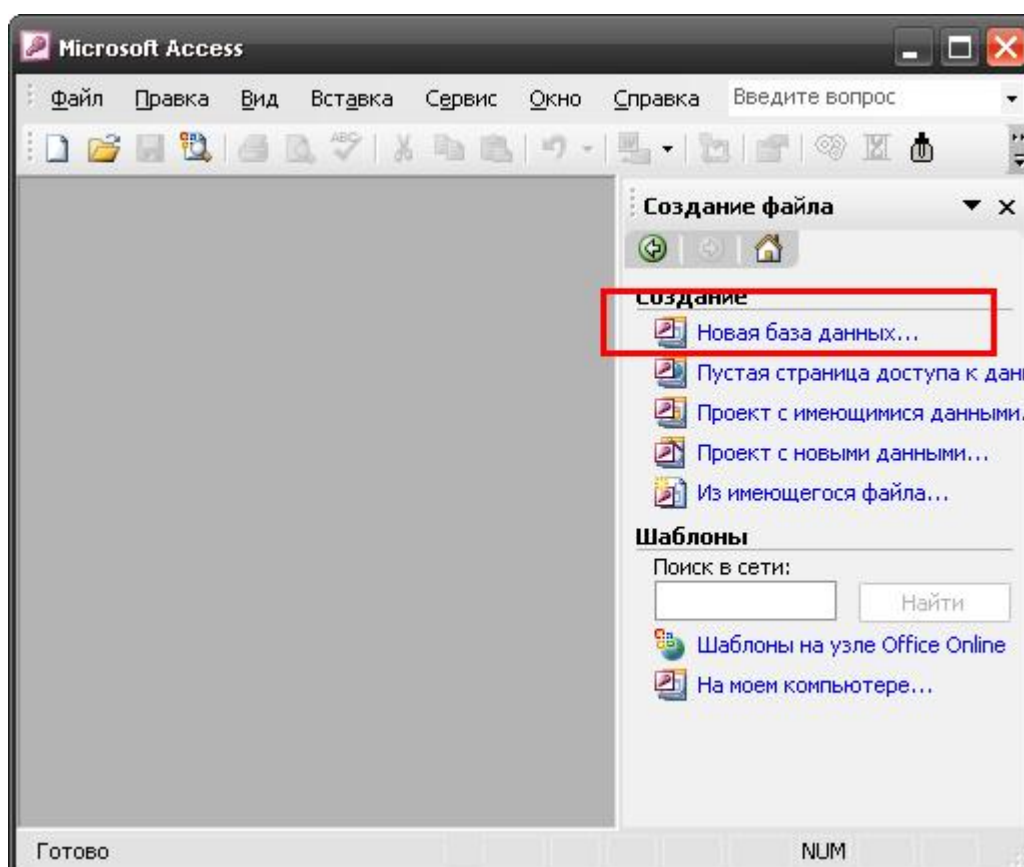 Microsoft Access
Файл Правка Вид Вставка Сервис Окно Справка Введите вопрос
ABC
Создание файла
Создание
Новая база данных...
Пустая страница доступа к дан
Проект с имеющимися данными.
Проект с новыми данными...
Из имеющегося файла...
Шаблоны
Поиск в сети:
Найти
Шаблоны на узле Office Online
На моем компьютере...
Готово NUM